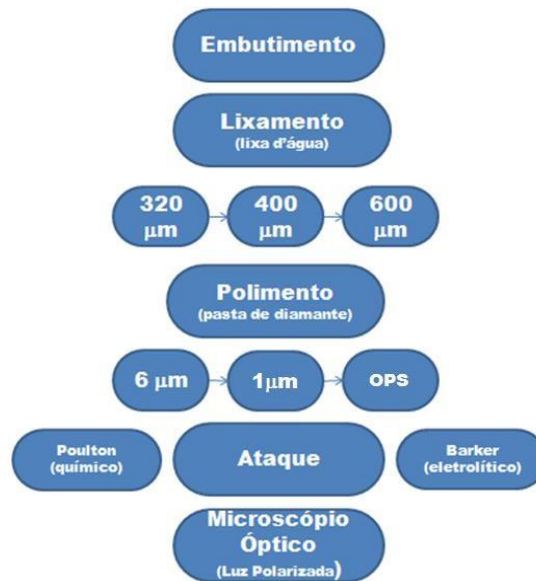 Embutimento
Lixamento
(lixa d'água)
320
μm
400
μm
600
μm
Polimento
(pasta de diamante)
6 μm
1μm
OPS
Poulton
(químico)
Ataque
Barker
(eletrolítico)
Microscópio
Óptico
(Luz Polarizada)